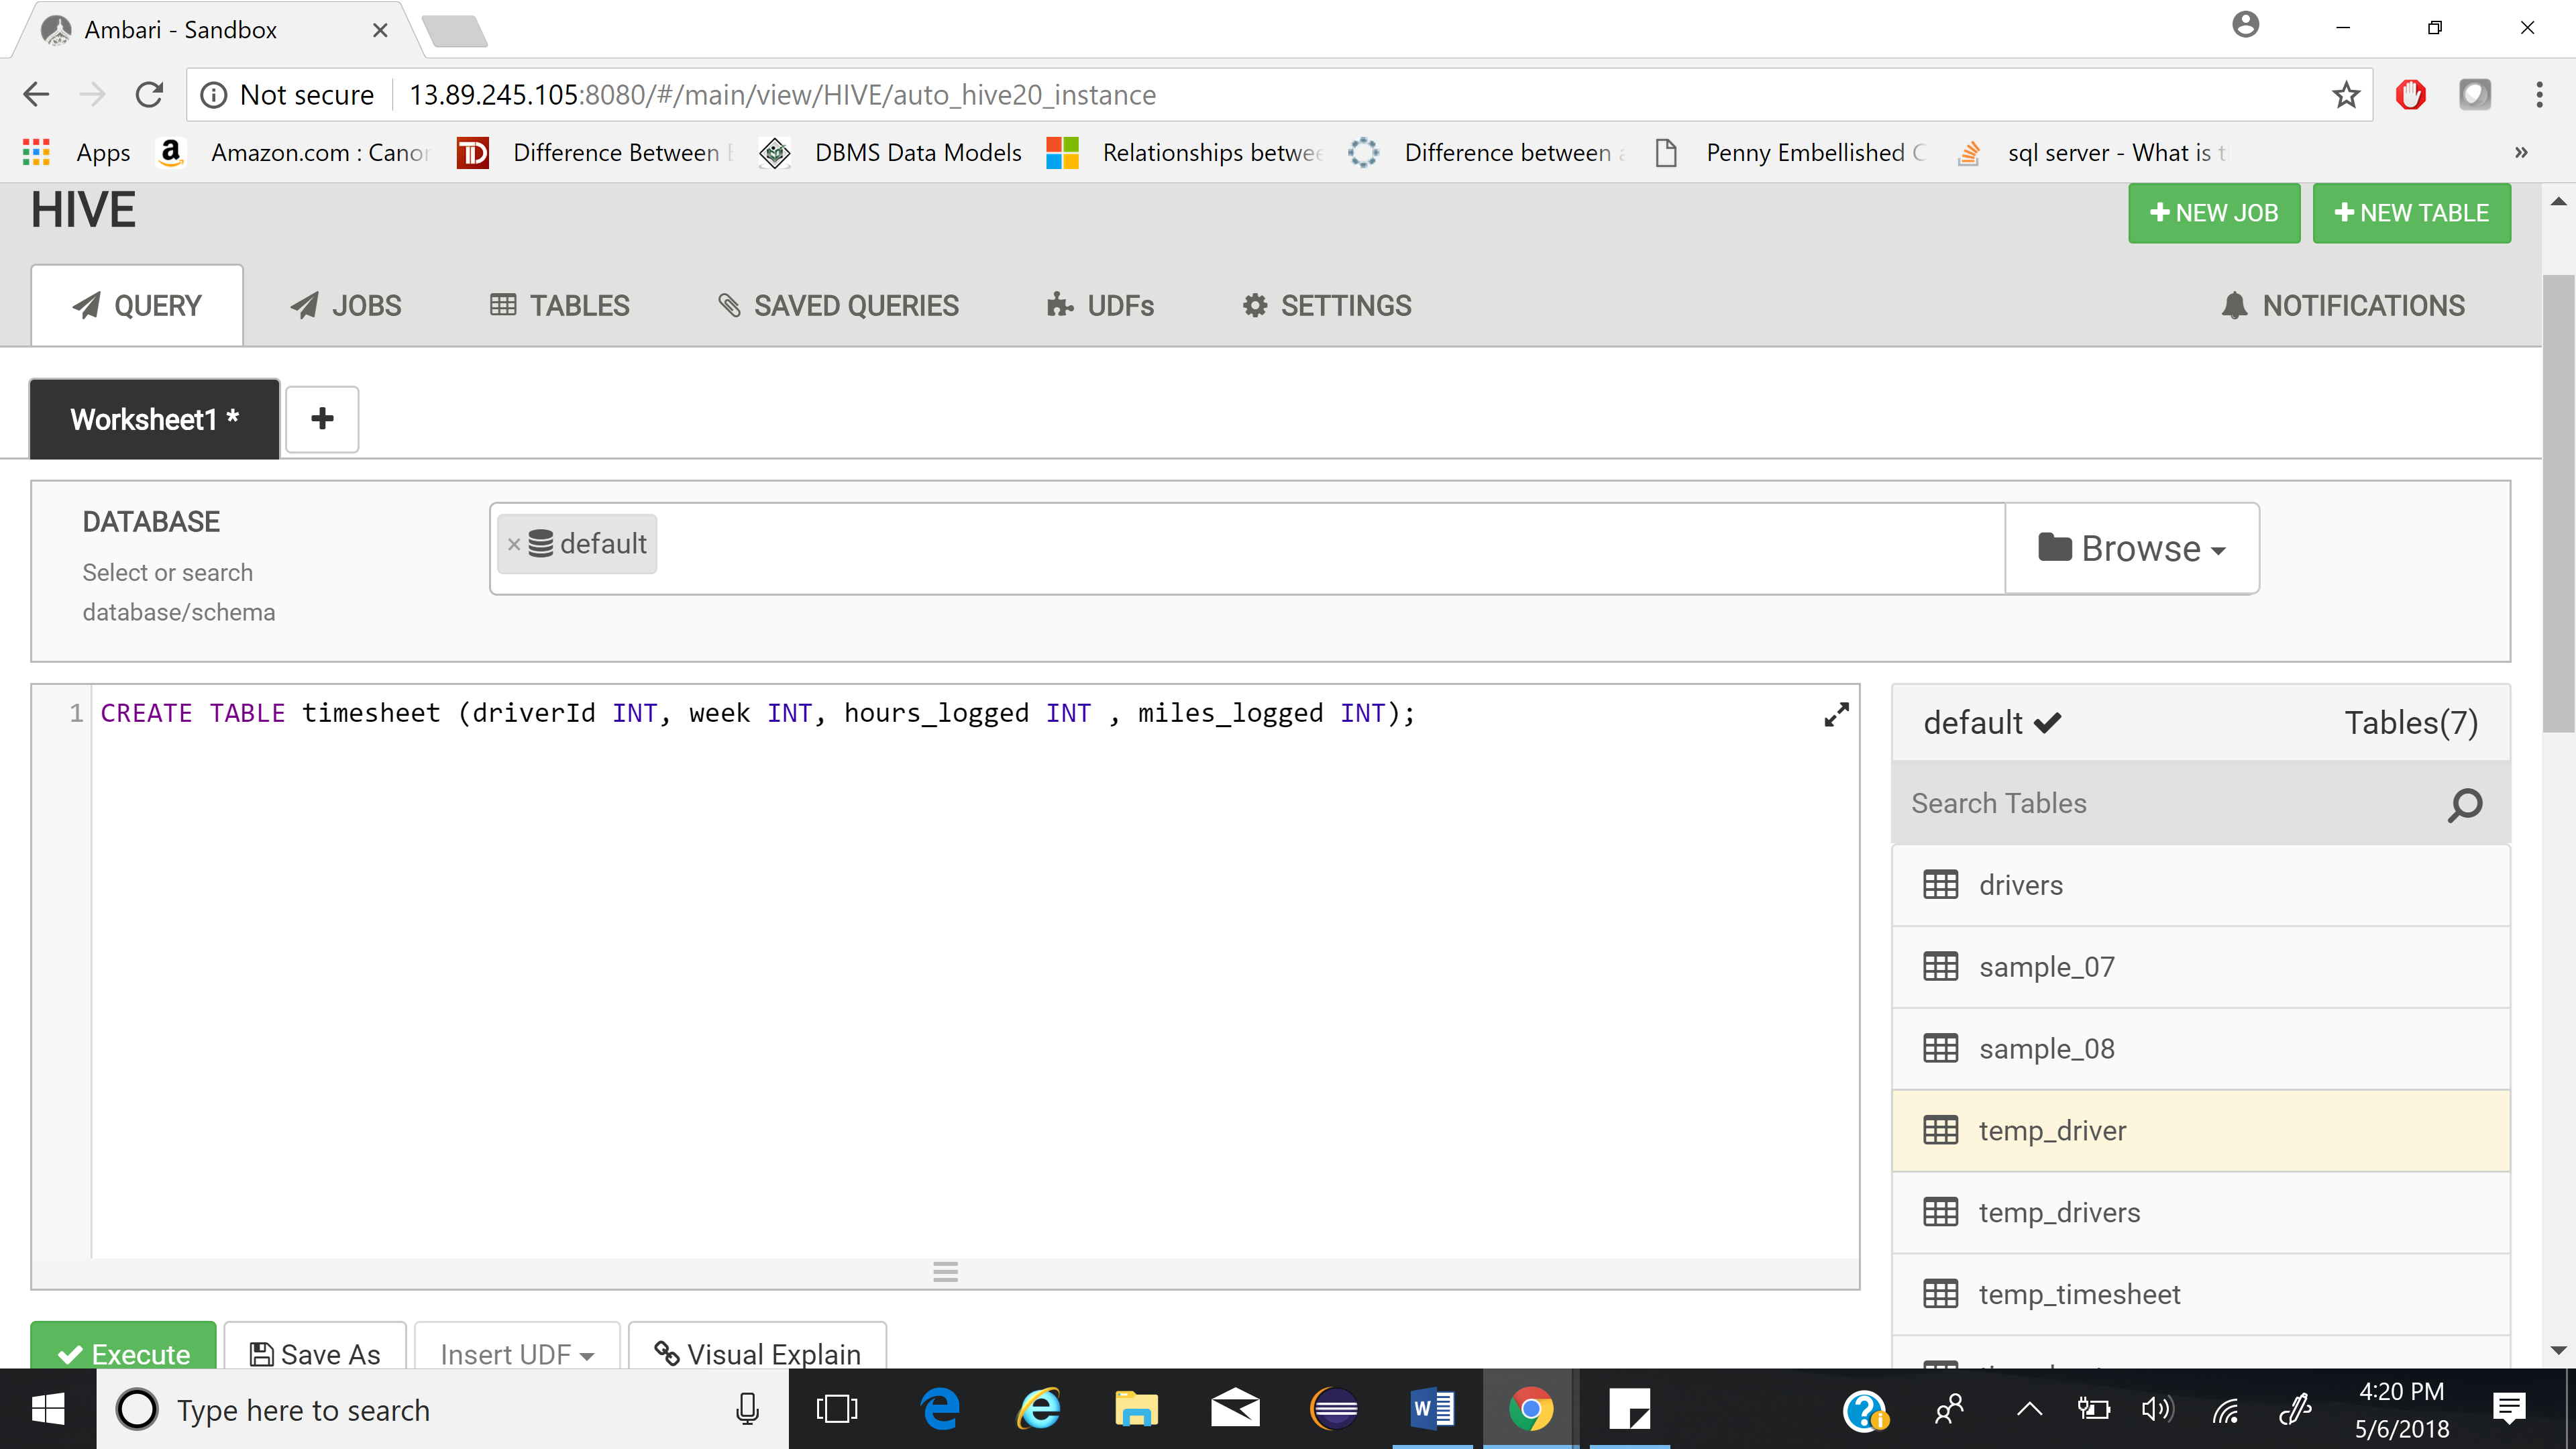 Ambari - Sandbox
Not secure 13.89.245.105:8080/#/main/view/HIVE/auto_hive20_instance
Apps Amazon.com : Canon Difference Between DBMS Data Models Relationships betwee Difference between Penny Embellished sql server - What is t »
HIVE
NEW JOB NEW TABLE
QUERY JOBS TABLES SAVED QUERIES UDFs SETTINGS NOTIFICATIONS
Worksheet1 *
DATABASE
Select or search
database/schema
× default
Browse
1 CREATE TABLE timesheet (driverId INT, week INT, hours_logged INT , miles_logged INT);
default Tables(7)
Search Tables
drivers
sample_07
sample_08
temp_driver
temp_drivers
temp_timesheet
Execute Save As Insert UDF Visual Explain
Type here to search
4:20 PM
5/6/2018